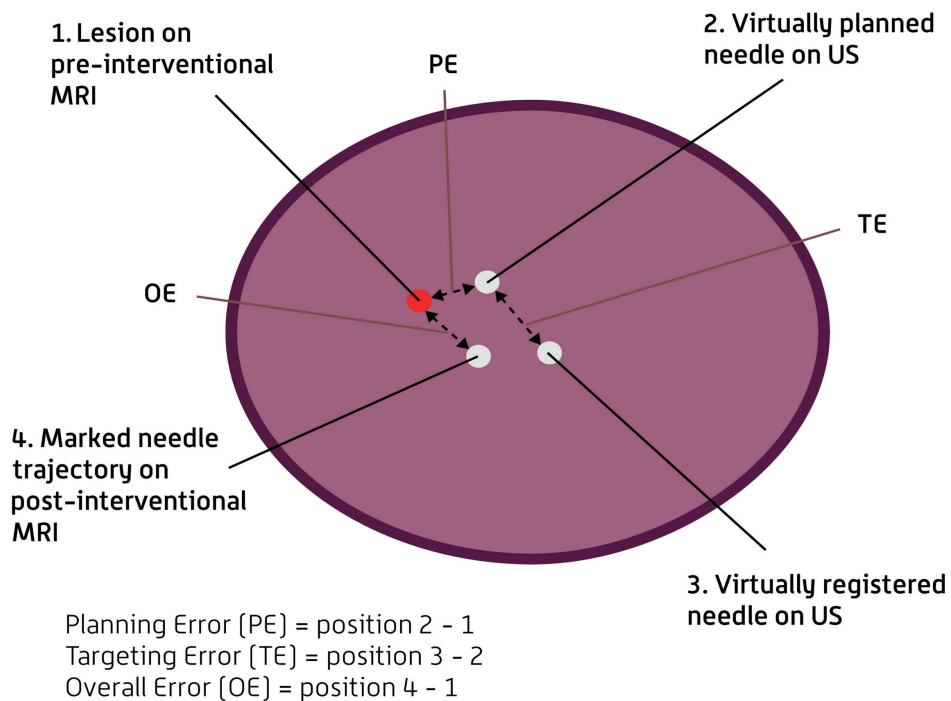 1. Lesion on
pre-interventional
MRI
PE
2. Virtually planned
needle on US
TE
OE
4. Marked needle
trajectory on
post-interventional
MRI
3. Virtually registered
needle on US
Planning Error (PE) = position 2 - 1
Targeting Error (TE) = position 3 - 2
Overall Error (OE) = position 4 - 1